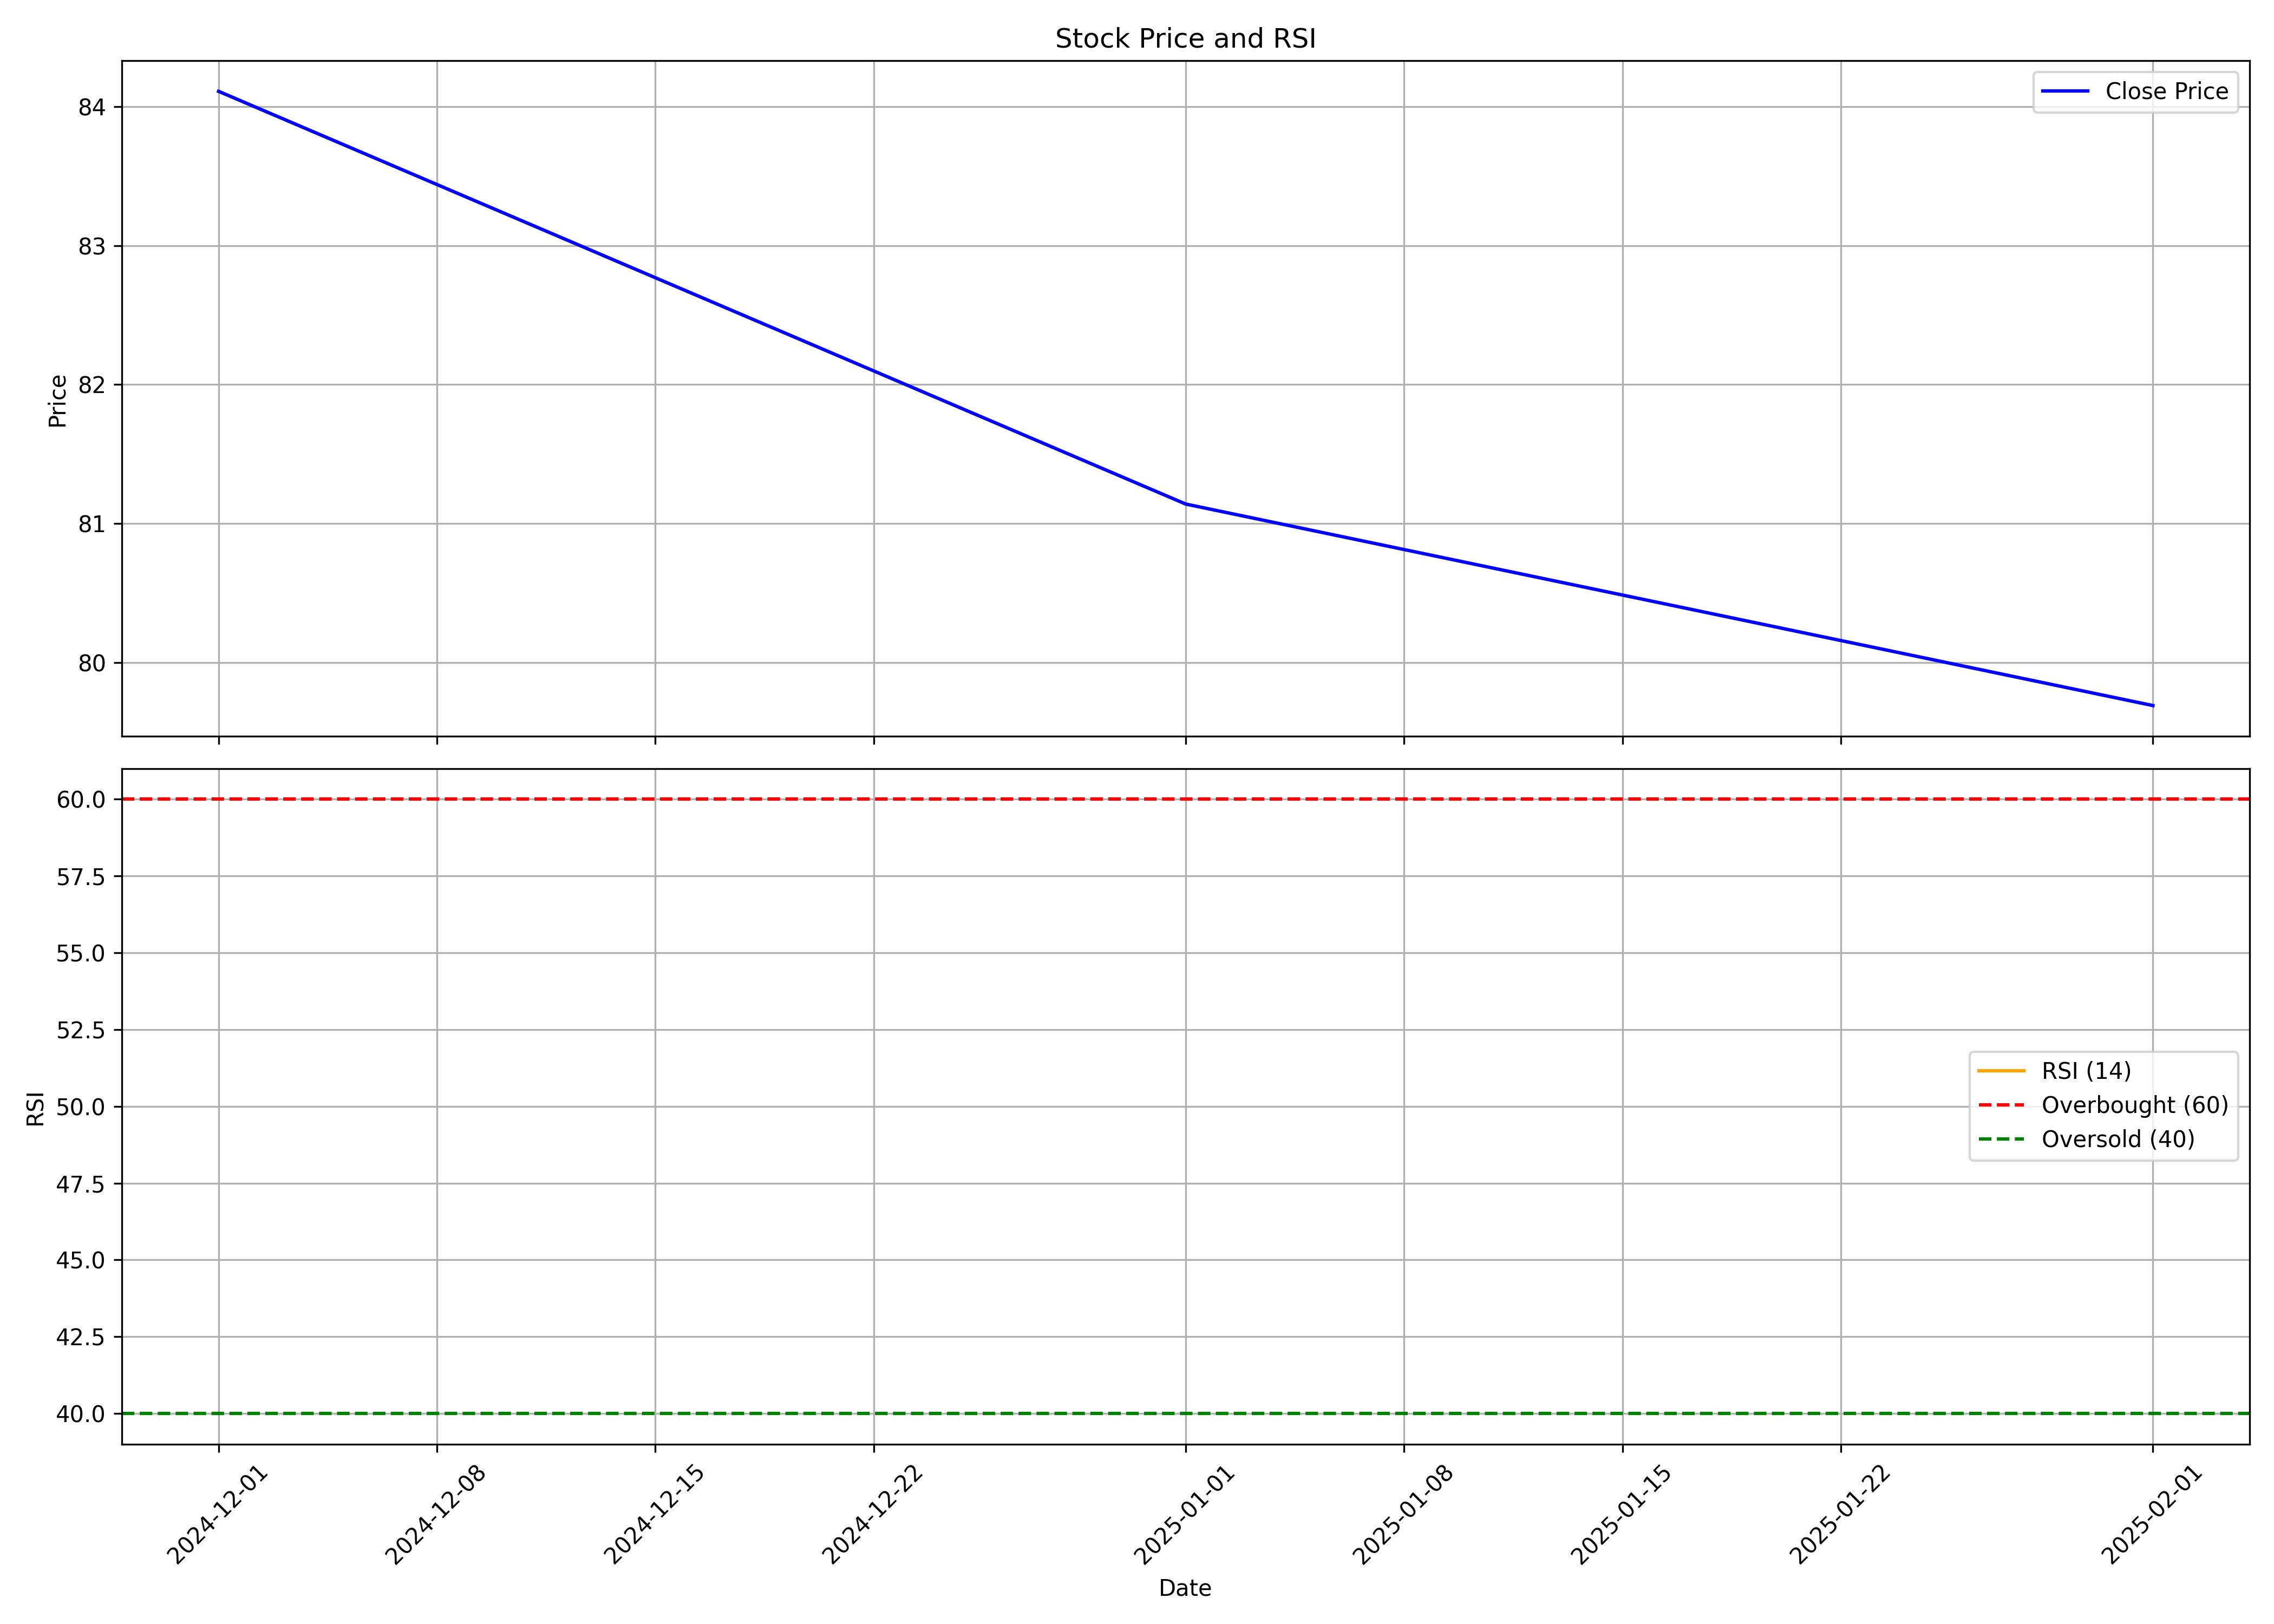 Stock Price and RSI
Close Price
84
83
82
81
80
Price
60.0
57.5
55.0
52.5
50.0
47.5
45.0
42.5
40.0
RSI
RSI (14)
Overbought (60)
Oversold (40)
2024-12-01
2024-12-08
2024-12-15
2024-12-22
2025-01-01
2025-01-08
2025-01-15
2025-01-22
2025-02-01
Date